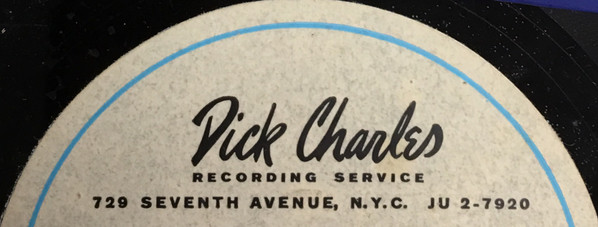 Dick Charles
RECORDING SERVICE
729 SEVENTH AVENUE, N.Y.C. JU 2-7920